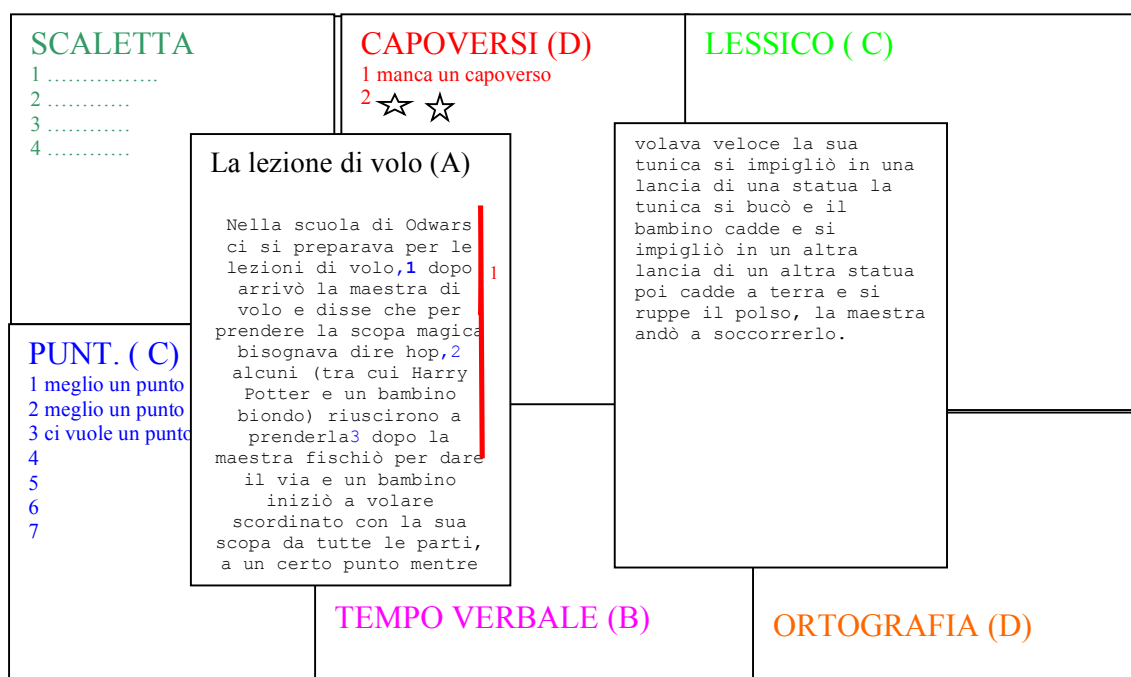 SCALETTA
1 …………….
2 …………
3 …………
4 …………
CAPOVERSI (D)
1 manca un capoverso
2
LESSICO ( C)
La lezione di volo (A)
Nella scuola di Odwars
ci si preparava per le
lezioni di volo,1 dopo
arrivò la maestra di
volo e disse che per
prendere la scopa magica
bisognava dire hop,2
alcuni (tra cui Harry
Potter e un bambino
biondo) riuscirono a
prenderla3 dopo la
maestra fischiò per dare
il via e un bambino
iniziò a volare
scordinato con la sua
scopa da tutte le parti,
a un certo punto mentre
1
volava veloce la sua
tunica si impigliò in una
lancia di una statua la
tunica si bucò e il
bambino cadde e si
impigliò in un altra
lancia di un altra statua
poi cadde a terra e si
ruppe il polso, la maestra
andò a soccorrerlo.
PUNT. ( C)
1 meglio un punto
2 meglio un punto
3 ci vuole un punto
4
5
6
7
TEMPO VERBALE (B)
ORTOGRAFIA (D)